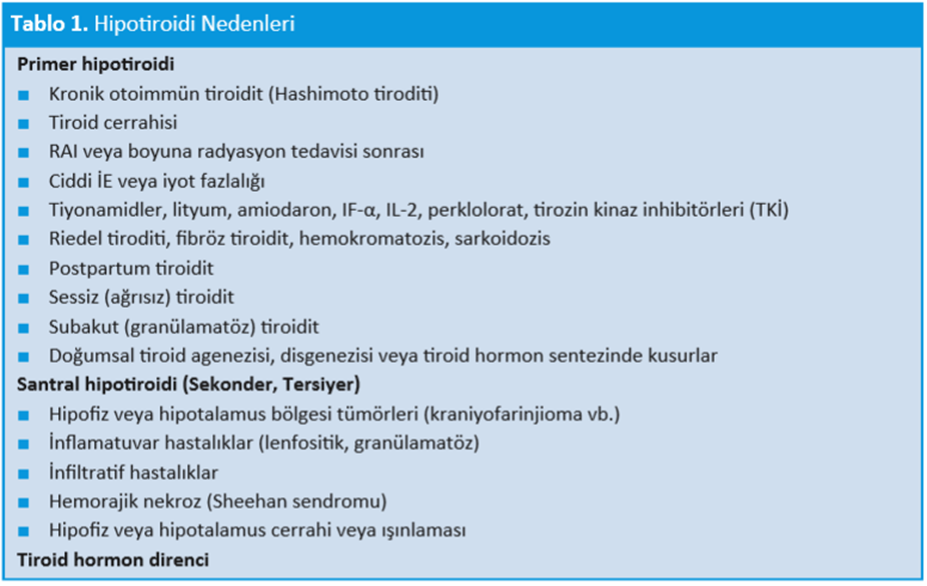 Tablo 1. Hipotiroidi Nedenleri
Primer hipotiroidi
■ Kronik otoimmün tiroidit (Hashimoto tiroditi)
■ Tiroid cerrahisi
■ RAI veya boyuna radyasyon tedavisi sonrası
■ Ciddi İE veya iyot fazlalığı
■ Tiyonamidler, lityum, amiodaron, IF-α, IL-2, perklolorat, tirozin kinaz inhibitörleri (TKİ)
■ Riedel tiroditi, fibröz tiroidit, hemokromatozis, sarkoidozis
■ Postpartum tiroidit
■ Sessiz (ağrısız) tiroidit
■ Subakut (granülamatöz) tiroidit
■ Doğumsal tiroid agenezisi, disgenezisi veya tiroid hormon sentezinde kusurlar
Santral hipotiroidi (Sekonder, Tersiyer)
■ Hipofiz veya hipotalamus bölgesi tümörleri (kraniyofarinjioma vb.)
■ İnflamatuvar hastalıklar (lenfositik, granülamatöz)
■ İnfiltratif hastalıklar
■ Hemorajik nekroz (Sheehan sendromu)
■ Hipofiz veya hipotalamus cerrahi veya ışınlaması
Tiroid hormon direnci